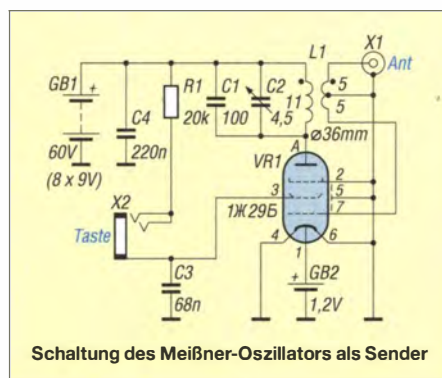 L1
X1
Ant
GB1
+
R1
20k
C1
100
C2
4,5
11
5
5
ø36mm
C4
220n
60V
(8 x 9V)
A
VR1
X2
Taste
3
2
5
7
1Ж29Б
4
1
6
C3
68n
+
GB2
1,2V
Schaltung des Meißner-Oszillators als Sender